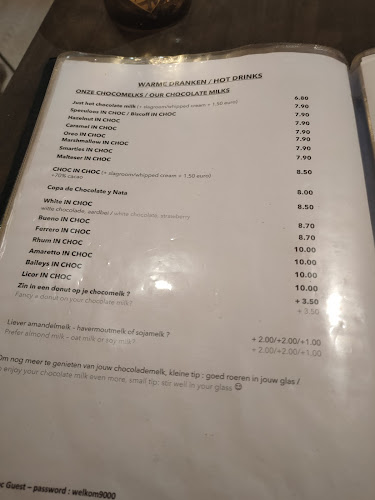 WARME DRANKEN / HOT DRINKS
ONZE CHOCOMELKS / OUR CHOCOLATE MILKS
Just hot chocolate milk (+ slagroom/whipped cream + 1.50 euro) 6.80
Speculoos IN CHOC / Biscoff IN CHOC 7.90
Hazelnut IN CHOC 7.90
Caramel IN CHOC 7.90
Oreo IN CHOC 7.90
Marshmallow IN CHOC 7.90
Smarties IN CHOC 7.90
Malteser IN CHOC 7.90
CHOC IN CHOC (+ slagroom/whipped cream + 1.50 euro) 8.50
+70% cacao
Copa de Chocolate y Nata 8.00
White IN CHOC 8.50
witte chocolade, aardbei / white chocolate, strawberry
Bueno IN CHOC 8.70
Ferrero IN CHOC 8.70
Rhum IN CHOC 10.00
Amaretto IN CHOC 10.00
Baileys IN CHOC 10.00
Licor IN CHOC 10.00
Zin in een donut op je chocomelk ? + 3.50
Fancy a donut on your chocolate milk? + 3.50
Liever amandelmelk - havermoutmelk of sojamelk ? + 2.00/+2.00/+1.00
Prefer almond milk - oat milk or soy milk? + 2.00/+2.00/+1.00
Om nog meer te genieten van jouw chocolademelk, kleine tip : goed roeren in jouw glas /
enjoy your chocolate milk even more, small tip: stir well in your glass 😊
oc Guest – password : welkom9000